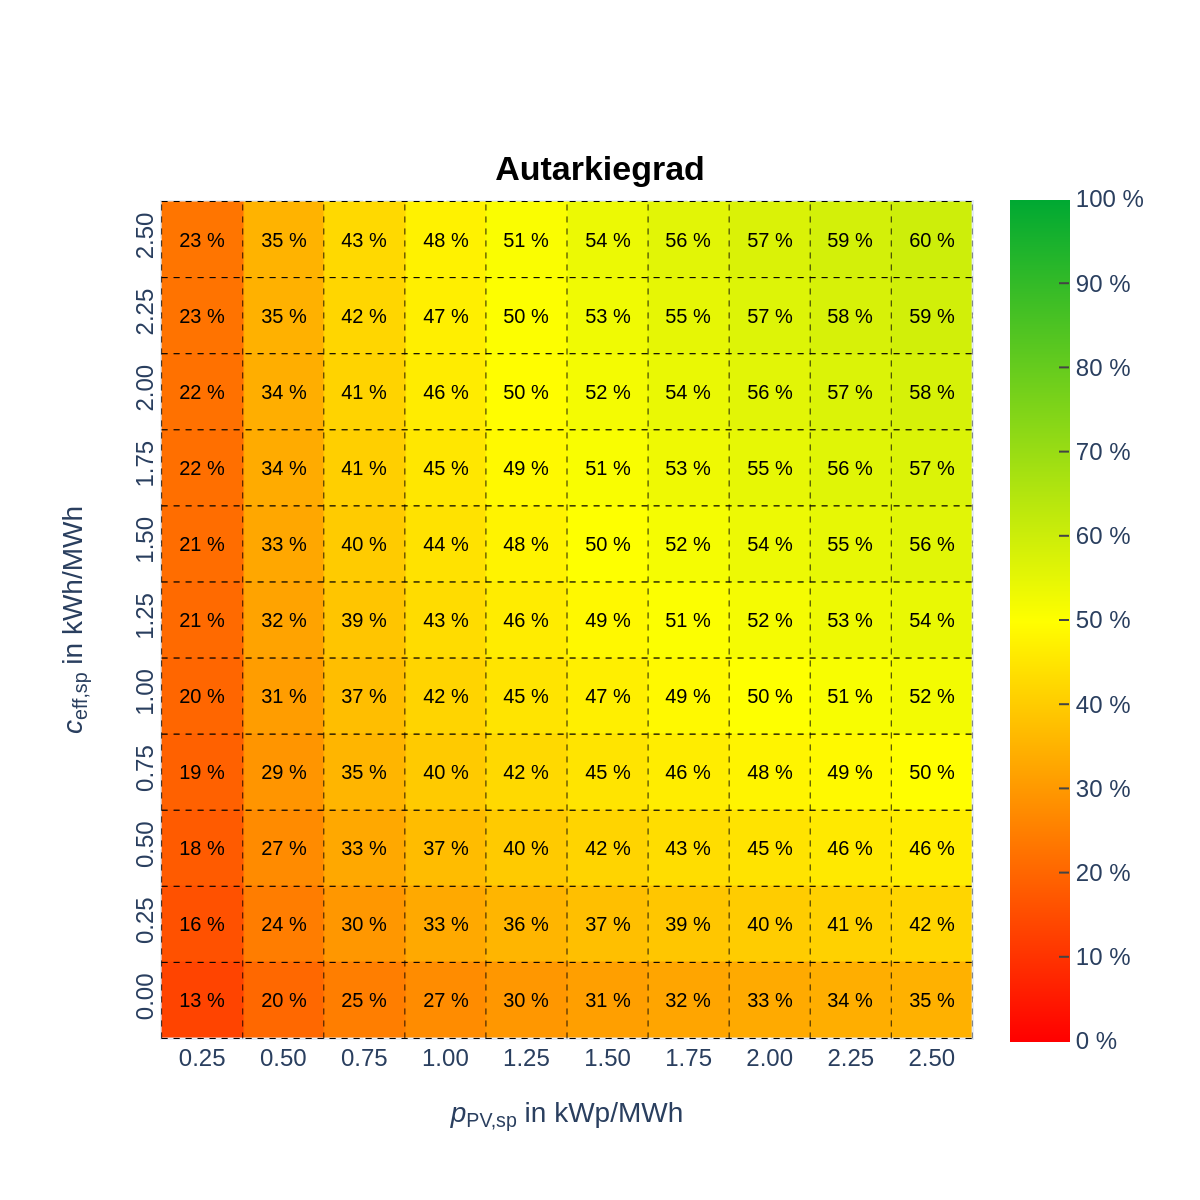 Autarkiegrad
2.50 23 % 35 % 43 % 48 % 51 % 54 % 56 % 57 % 59 % 60 %
2.25 23 % 35 % 42 % 47 % 50 % 53 % 55 % 57 % 58 % 59 %
2.00 22 % 34 % 41 % 46 % 50 % 52 % 54 % 56 % 57 % 58 %
1.75 22 % 34 % 41 % 45 % 49 % 51 % 53 % 55 % 56 % 57 %
1.50 21 % 33 % 40 % 44 % 48 % 50 % 52 % 54 % 55 % 56 %
1.25 21 % 32 % 39 % 43 % 46 % 49 % 51 % 52 % 53 % 54 %
1.00 20 % 31 % 37 % 42 % 45 % 47 % 49 % 50 % 51 % 52 %
0.75 19 % 29 % 35 % 40 % 42 % 45 % 46 % 48 % 49 % 50 %
0.50 18 % 27 % 33 % 37 % 40 % 42 % 43 % 45 % 46 % 46 %
0.25 16 % 24 % 30 % 33 % 36 % 37 % 39 % 40 % 41 % 42 %
0.00 13 % 20 % 25 % 27 % 30 % 31 % 32 % 33 % 34 % 35 %
0.25 0.50 0.75 1.00 1.25 1.50 1.75 2.00 2.25 2.50
pPV,sp in kWp/MWh
ceff,sp in kWh/MWh
100 %
90 %
80 %
70 %
60 %
50 %
40 %
30 %
20 %
10 %
0 %